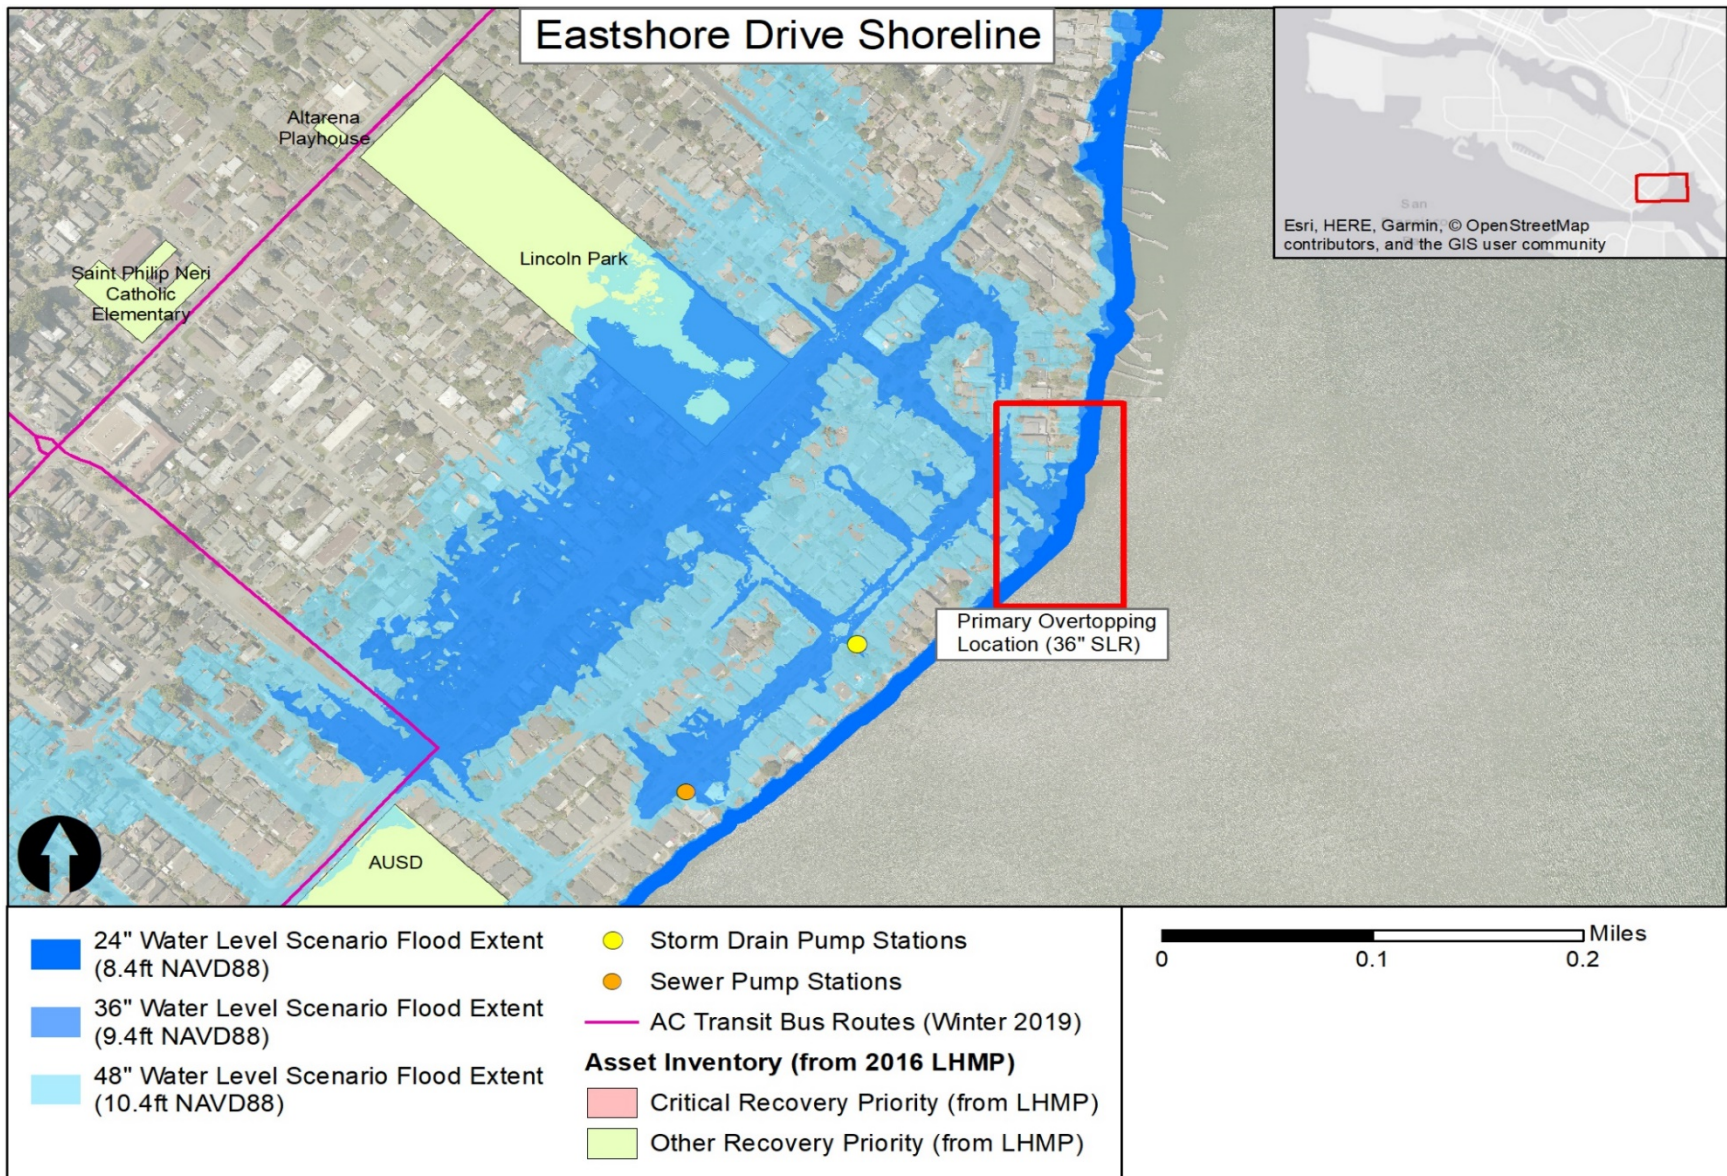 Eastshore Drive Shoreline
Altarena
Playhouse
Lincoln Park
Saint Philip Neri
Catholic
Elementary
San
Esri, HERE, Garmin, © OpenStreetMap
contributors, and the GIS user community
Primary Overtopping
Location (36" SLR)
AUSD
24" Water Level Scenario Flood Extent
(8.4ft NAVD88)
36" Water Level Scenario Flood Extent
(9.4ft NAVD88)
48" Water Level Scenario Flood Extent
(10.4ft NAVD88)
Storm Drain Pump Stations
Sewer Pump Stations
AC Transit Bus Routes (Winter 2019)
Asset Inventory (from 2016 LHMP)
Critical Recovery Priority (from LHMP)
Other Recovery Priority (from LHMP)
Miles
0 0.1 0.2